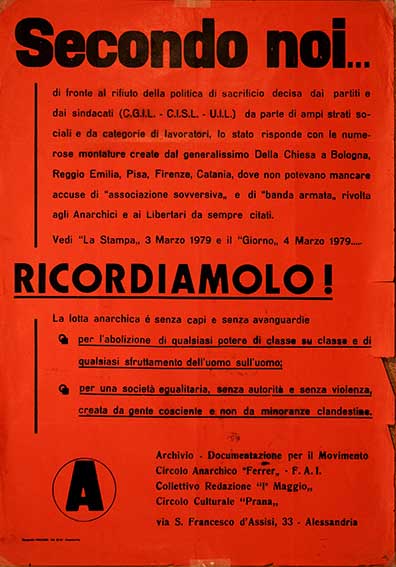 Secondo noi...
di fronte al rifiuto della politica di sacrificio decisa dai partiti e
dai sindacati (C.G.I.L. - C.I.S.L. - U.I.L.) da parte di ampi strati so-
ciali e da categorie di lavoratori, lo stato risponde con le nume-
rose montature create dal generalissimo Della Chiesa a Bologna,
Reggio Emilia, Pisa, Firenze, Catania, dove non potevano mancare
accuse di "associazione sovversiva„ e di "banda armata„ rivolta
agli Anarchici e ai Libertari da sempre citati.
Vedi "La Stampa„ 3 Marzo 1979 e il "Giorno„ 4 Marzo 1979.....
RICORDIAMOLO!
La lotta anarchica é senza capi e senza avanguardie
per l'abolizione di qualsiasi potere di classe su classe e di
qualsiasi sfruttamento dell'uomo sull'uomo;
per una società egualitaria, senza autorità e senza violenza,
creata da gente cosciente e non da minoranze clandestine.
A
Archivio - Documentazione per il Movimento
Circolo Anarchico "Ferrer„ - F. A. I.
Collettivo Redazione "I° Maggio„
Circolo Culturale "Prana„
via S. Francesco d'Assisi, 33 - Alessandria